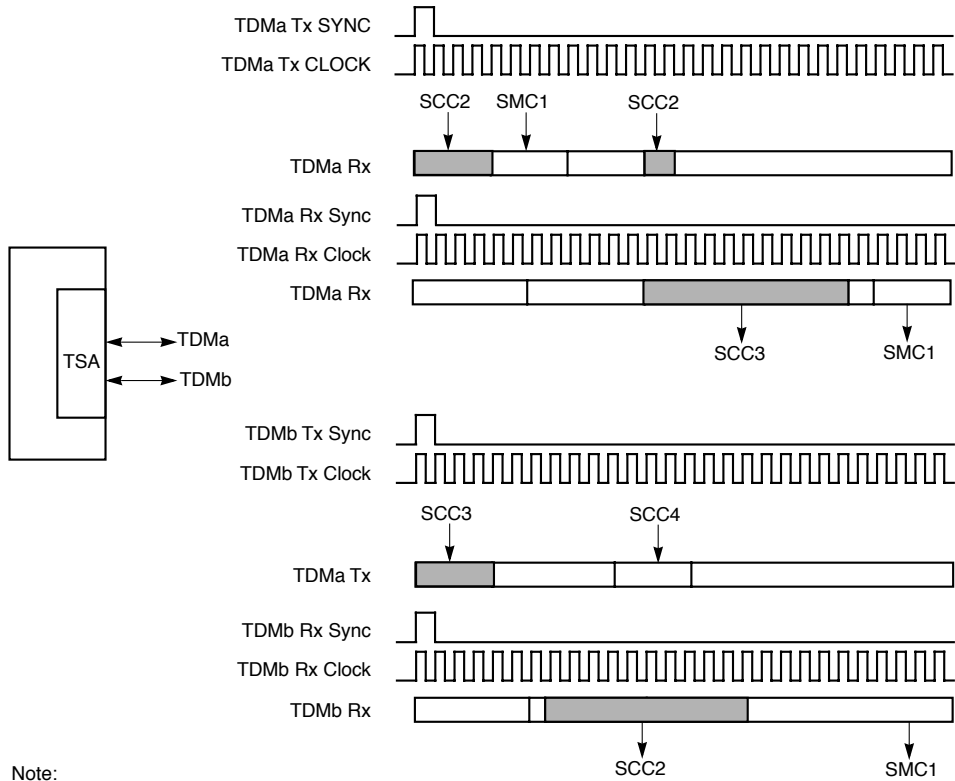 TDMa Tx SYNC
TDMa Tx CLOCK
SCC2 SMC1 SCC2
TDMa Rx
TDMa Rx Sync
TDMa Rx Clock
TDMa Rx
SCC3 SMC1
TSA
TDMa
TDMb
TDMb Tx Sync
TDMb Tx Clock
SCC3 SCC4
TDMa Tx
TDMb Rx Sync
TDMb Rx Clock
TDMb Rx
SCC2 SMC1
Note: